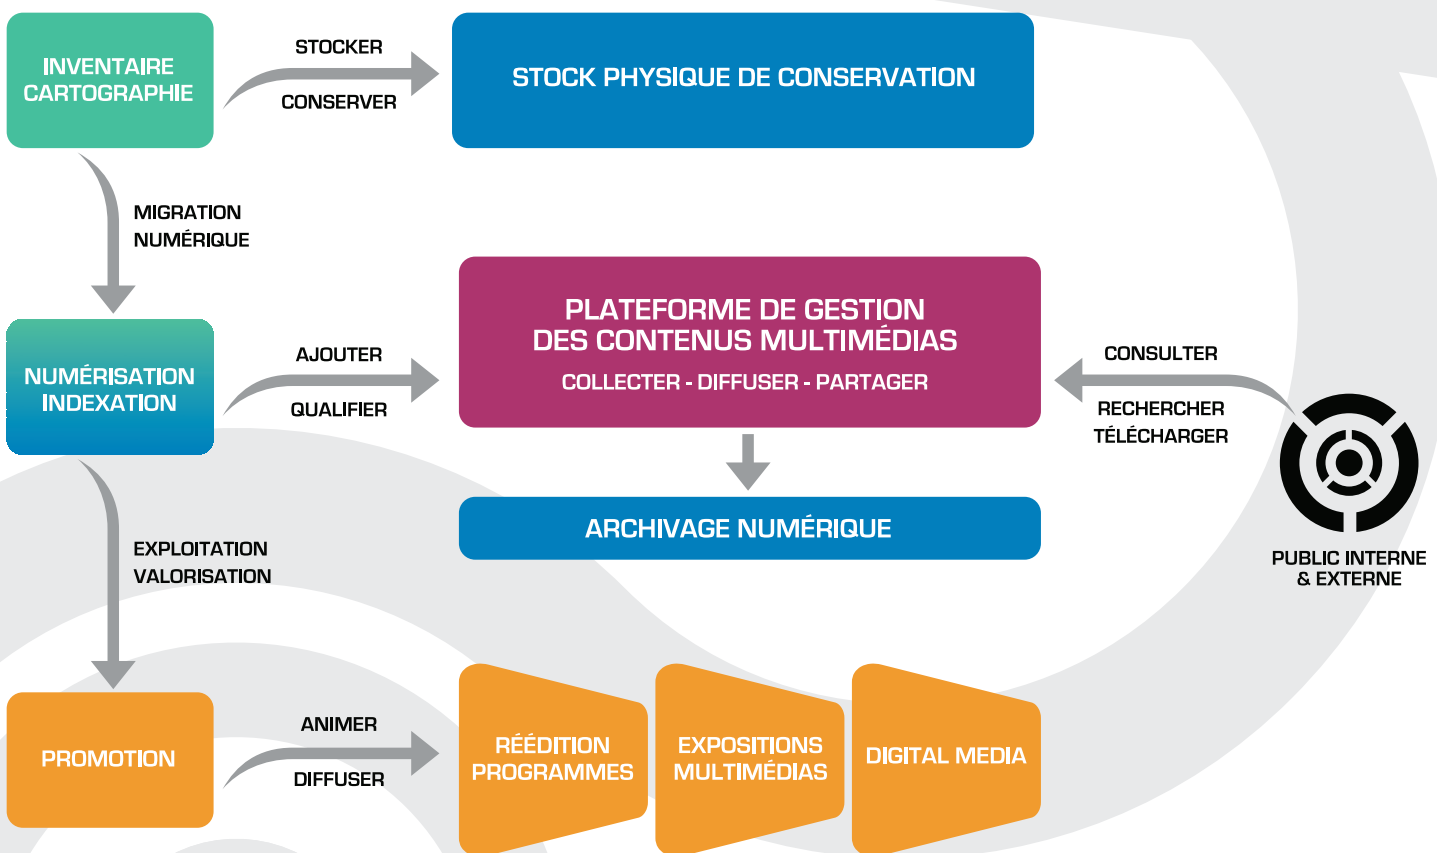 INVENTAIRE
CARTOGRAPHIE
STOCKER
CONSERVER
STOCK PHYSIQUE DE CONSERVATION
MIGRATION
NUMÉRIQUE
NUMÉRISATION
INDEXATION
AJOUTER
QUALIFIER
PLATEFORME DE GESTION
DES CONTENUS MULTIMÉDIAS
COLLECTER - DIFFUSER - PARTAGER
CONSULTER
RECHERCHER
TÉLÉCHARGER
PUBLIC INTERNE
& EXTERNE
ARCHIVAGE NUMÉRIQUE
EXPLOITATION
VALORISATION
PROMOTION
ANIMER
DIFFUSER
RÉÉDITION
PROGRAMMES
EXPOSITIONS
MULTIMÉDIAS
DIGITAL MEDIA